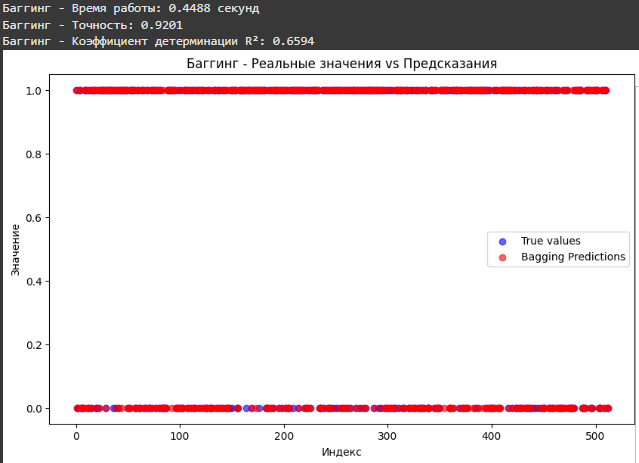 Баггинг - Время работы: 0.4488 секунд
Баггинг - Точность: 0.9201
Баггинг - Коэффициент детерминации R²: 0.6594
Баггинг - Реальные значения vs Предсказания
1.0
0.8
0.6
0.4
0.2
0.0
Значение
True values
Bagging Predictions
0 100 200 300 400 500
Индекс